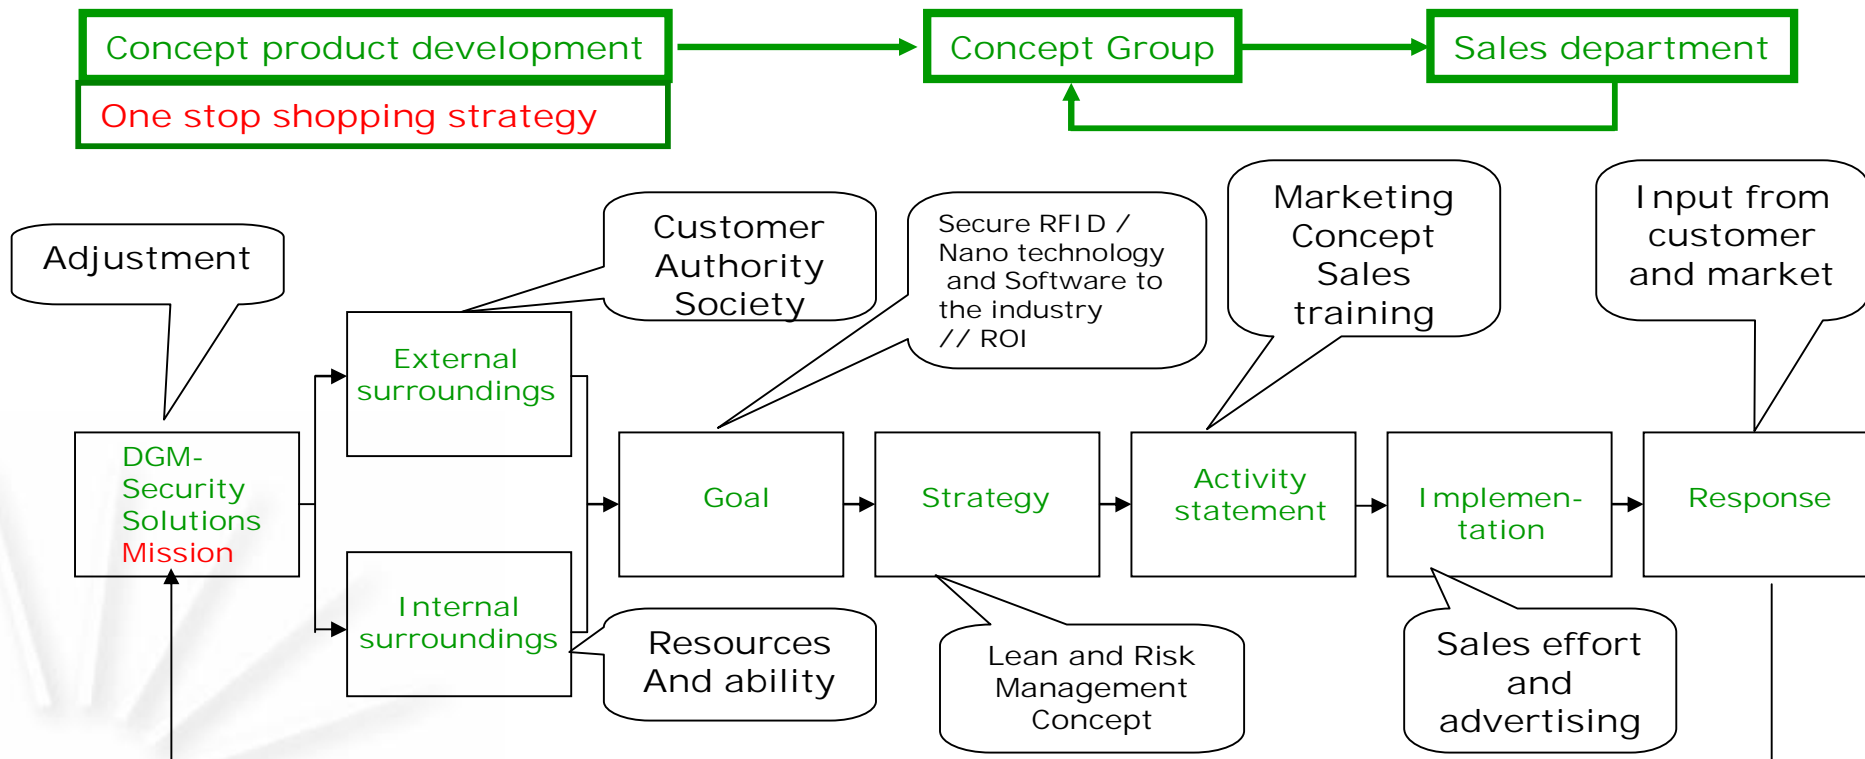 Concept product development
Concept Group
Sales department
One stop shopping strategy
Adjustment
Customer
Authority
Society
Secure RFID /
Nano technology
and Software to
the industry
// ROI
Marketing
Concept
Sales
training
Input from
customer
and market
External
surroundings
DGM-
Security
Solutions
Mission
Goal
Strategy
Activity
statement
Implemen-
tation
Response
Internal
surroundings
Resources
And ability
Lean and Risk
Management
Concept
Sales effort
and
advertising